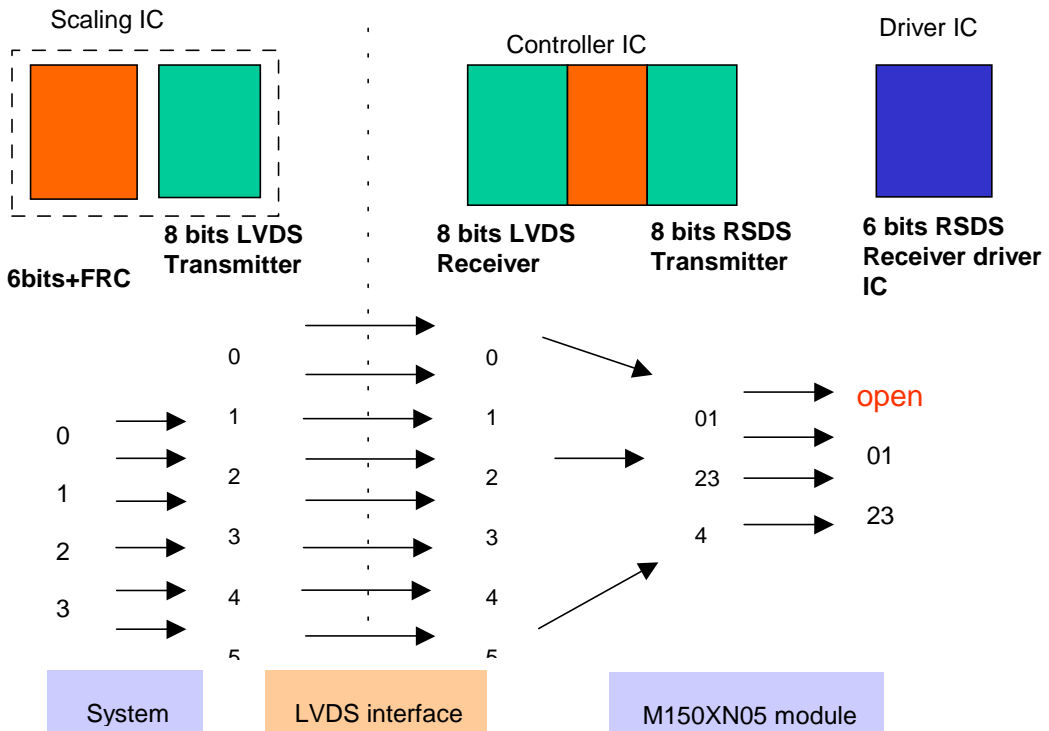 Scaling IC
Controller IC
Driver IC
8 bits LVDS
Transmitter
8 bits LVDS
Receiver
8 bits RSDS
Transmitter
6 bits RSDS
Receiver driver
IC
6bits+FRC
0
1
2
3
0
1
2
3
4
5
0
1
2
3
4
5
01
23
4
open
01
23
System
LVDS interface
M150XN05 module